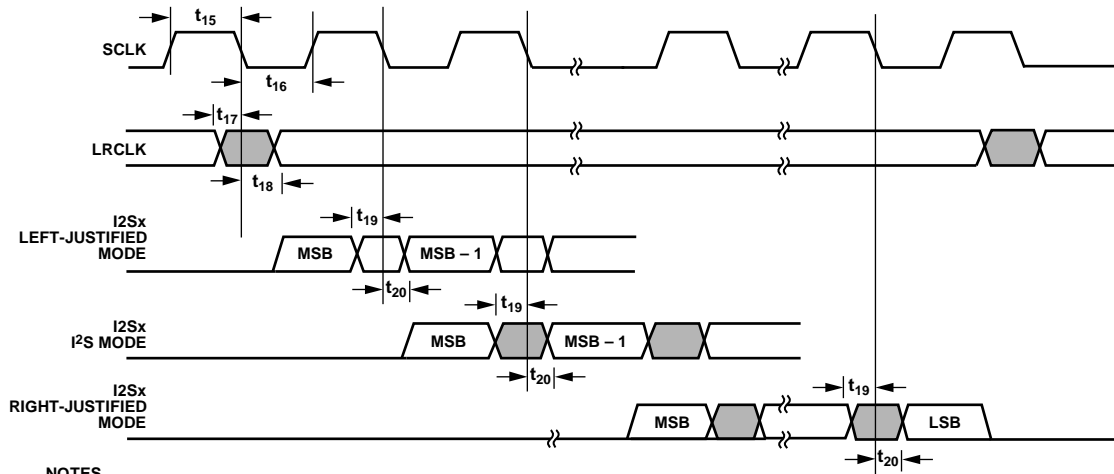 t15
SCLK
t16
t17
LRCLK
t18
I2Sx
LEFT-JUSTIFIED
MODE
t19
MSB
MSB – 1
t20
t19
I2Sx
I2S MODE
MSB
MSB – 1
t20
I2Sx
RIGHT-JUSTIFIED
MODE
t19
MSB
LSB
t20
NOTES